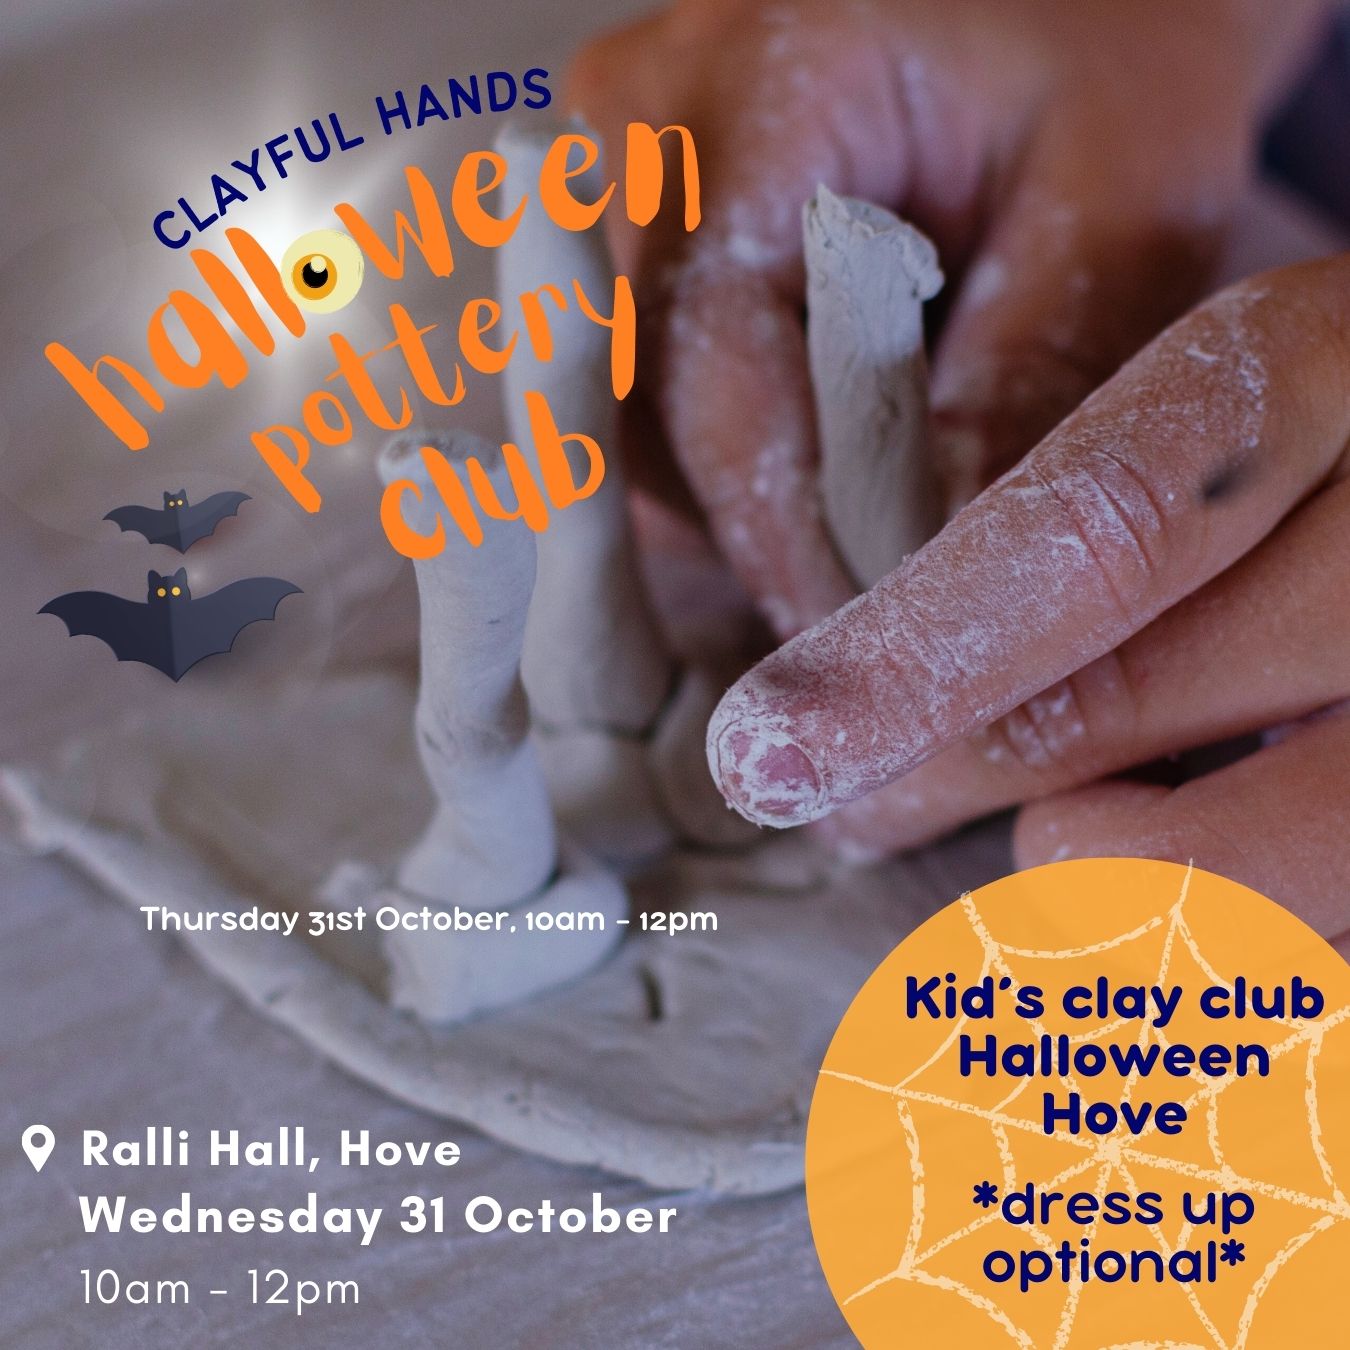 CLAYFUL HANDS
halloween
pottery
club
Thursday 31st October, 10am - 12pm
Ralli Hall, Hove
Wednesday 31 October
10am - 12pm
Kid's clay club
Halloween
Hove
*dress up
optional*